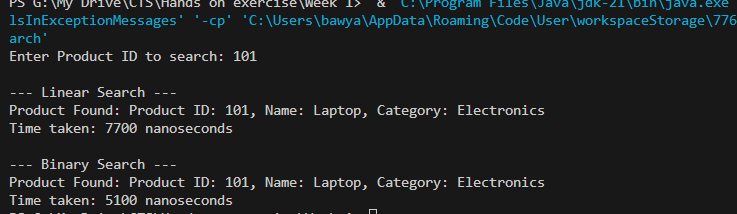 PS G:\My Drive\CTS\Hands on exercise\Week 1> & 'C:\Program Files\Java\jdk-21\bin\java.exe
lsInExceptionMessages' '-cp' 'C:\Users\bawya\AppData\Roaming\Code\User\workspaceStorage\776
arch'
Enter Product ID to search: 101
--- Linear Search ---
Product Found: Product ID: 101, Name: Laptop, Category: Electronics
Time taken: 7700 nanoseconds
--- Binary Search ---
Product Found: Product ID: 101, Name: Laptop, Category: Electronics
Time taken: 5100 nanoseconds